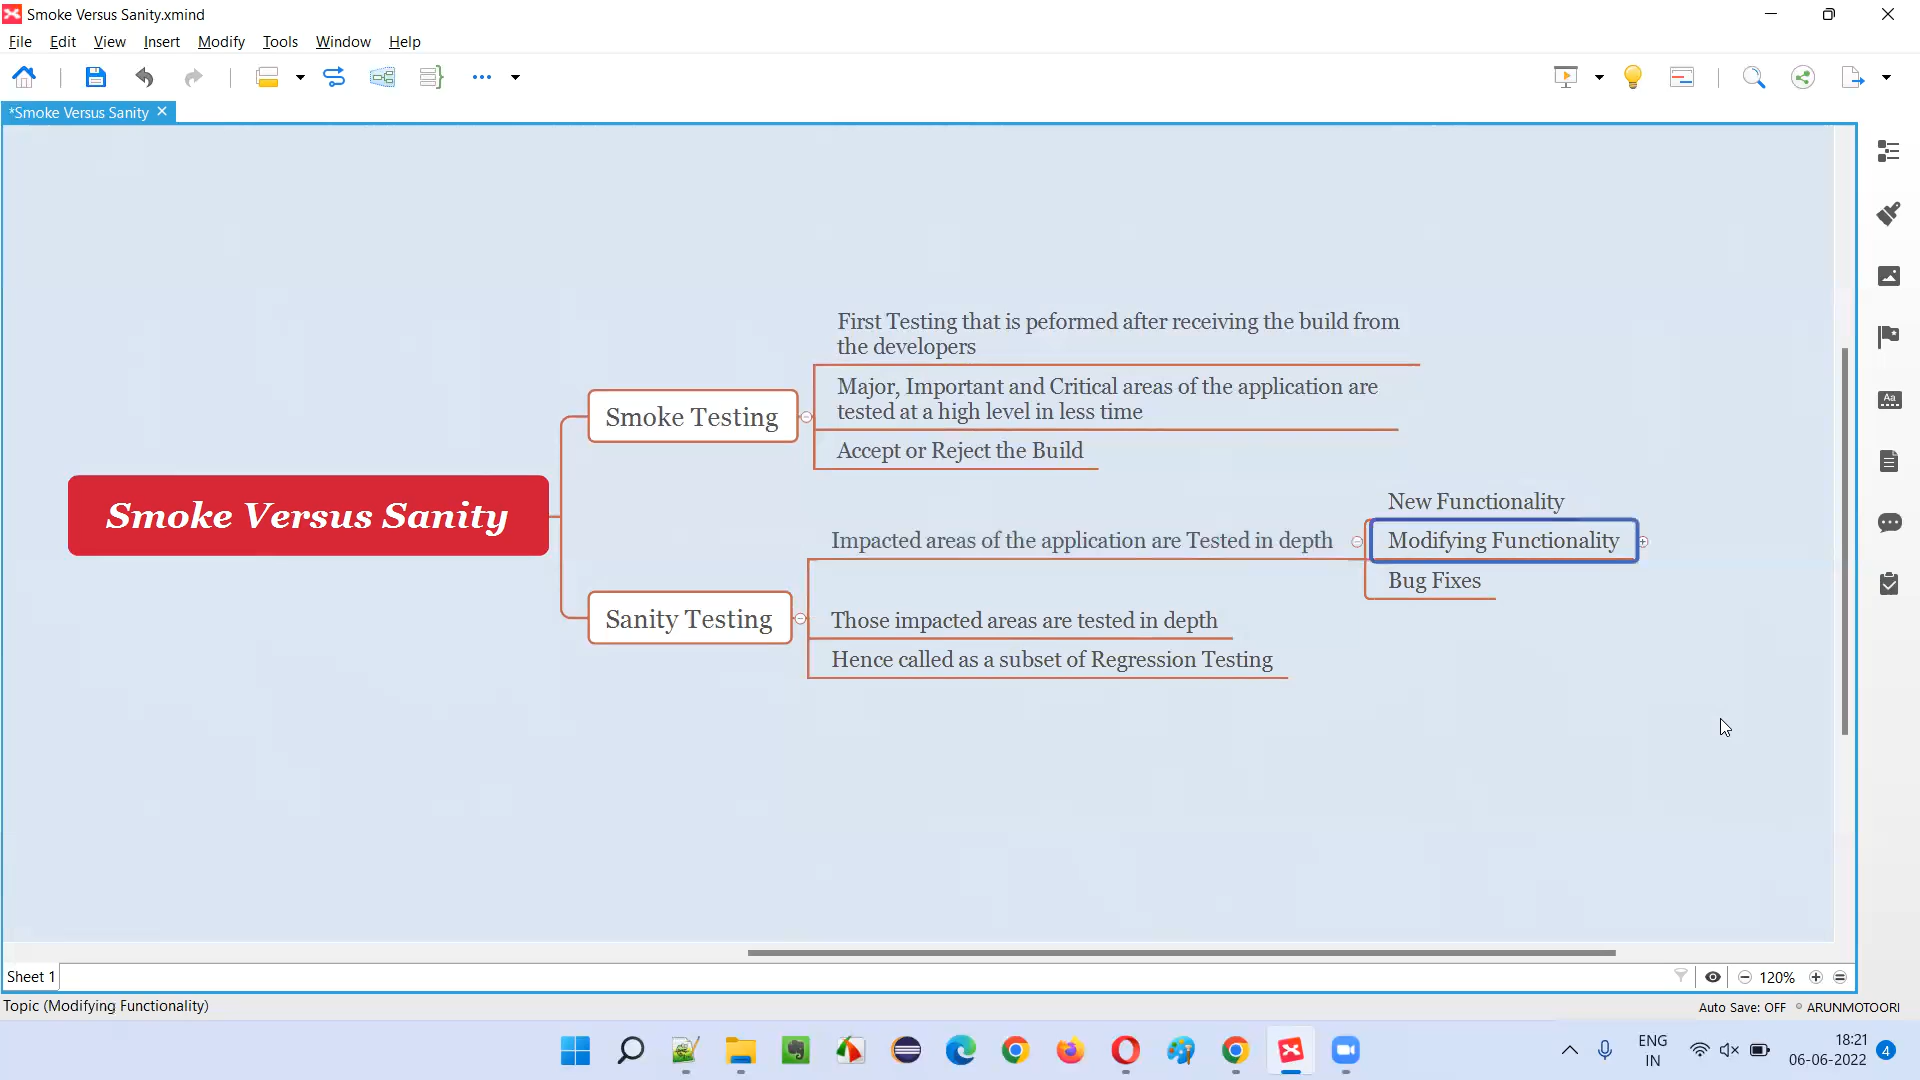 Smoke Versus Sanity.xmind
File Edit View Insert Modify Tools Window Help
*Smoke Versus Sanity
First Testing that is peformed after receiving the build from
the developers
Major, Important and Critical areas of the application are
tested at a high level in less time
Smoke Testing
Accept or Reject the Build
Smoke Versus Sanity
New Functionality
Impacted areas of the application are Tested in depth
Modifying Functionality
Bug Fixes
Sanity Testing
Those impacted areas are tested in depth
Hence called as a subset of Regression Testing
Aa
Sheet 1
120%
Topic (Modifying Functionality)
Auto Save: OFF
ARUNMOTOORI
ENG
IN
18:21
06-06-2022
4